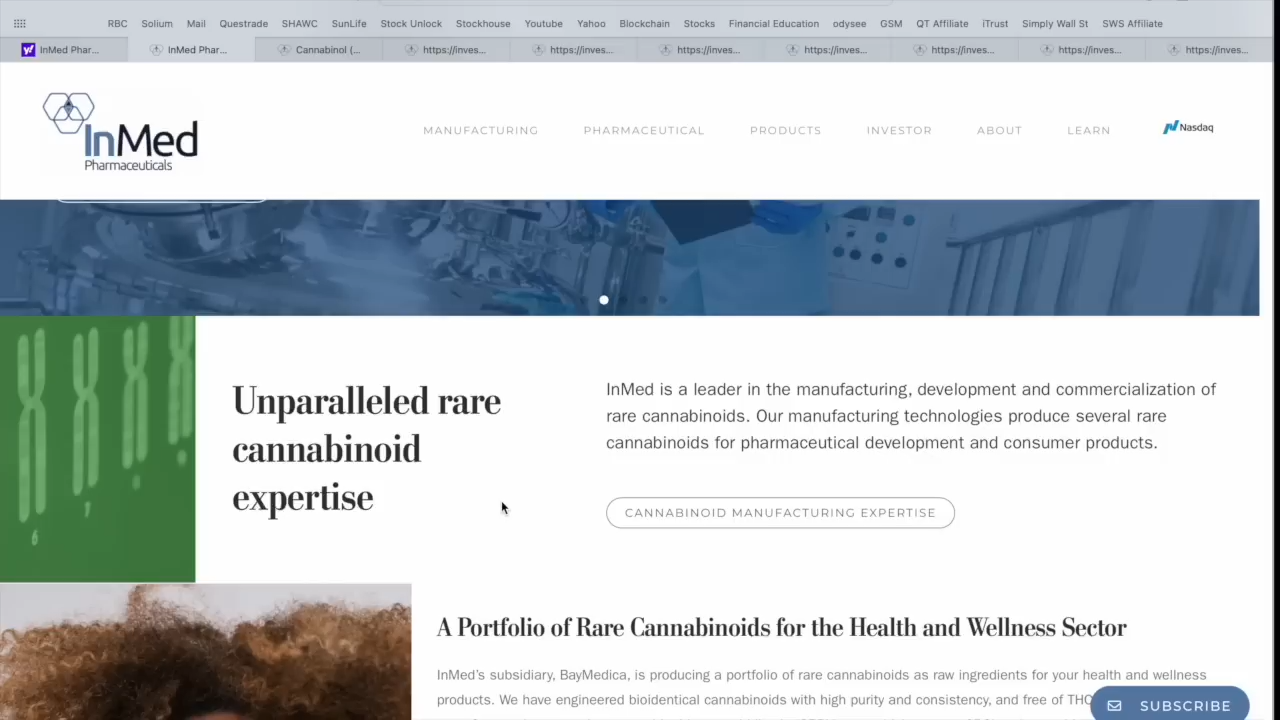 RBC Solium Mail Questrade SHAWC SunLife Stock Unlock Stockhouse Youtube Yahoo Blockchain Stocks Financial Education odysee GSM QT Affiliate iTrust Simply Wall St SWS Affiliate
InMed Phar... InMed Phar... Cannabinol (... https://inves... https://inves... https://inves... https://inves... https://inves... https://inves... https://inves...
InMed
Pharmaceuticals
MANUFACTURING PHARMACEUTICAL PRODUCTS INVESTOR ABOUT LEARN Nasdaq
6 7 8
Unparalleled rare
cannabinoid
expertise
InMed is a leader in the manufacturing, development and commercialization of
rare cannabinoids. Our manufacturing technologies produce several rare
cannabinoids for pharmaceutical development and consumer products.
CANNABINOID MANUFACTURING EXPERTISE
A Portfolio of Rare Cannabinoids for the Health and Wellness Sector
InMed's subsidiary, BayMedica, is producing a portfolio of rare cannabinoids as raw ingredients for your health and wellness
products. We have engineered bioidentical cannabinoids with high purity and consistency, and free of THC
SUBSCRIBE